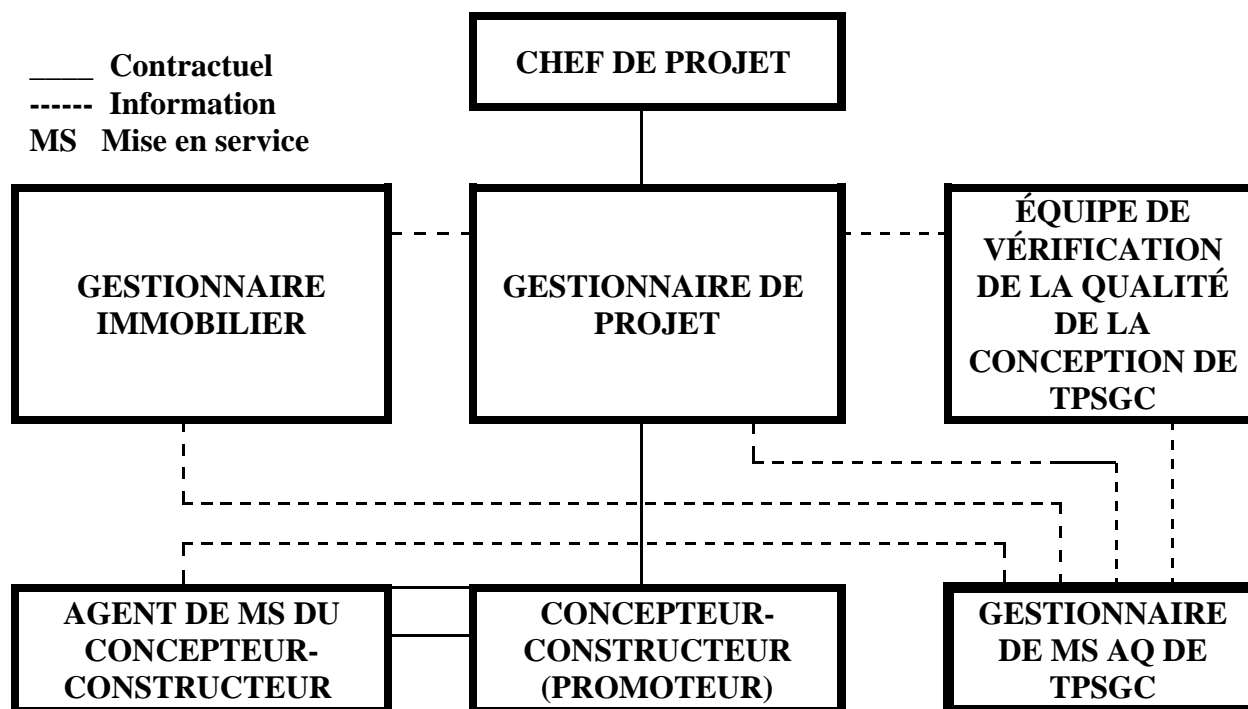 ____ Contractuel
------ Information
MS Mise en service
CHEF DE PROJET
GESTIONNAIRE
IMMOBILIER
GESTIONNAIRE DE
PROJET
ÉQUIPE DE
VÉRIFICATION
DE LA QUALITÉ
DE LA
CONCEPTION DE
TPSGC
AGENT DE MS DU
CONCEPTEUR-
CONSTRUCTEUR
CONCEPTEUR-
CONSTRUCTEUR
(PROMOTEUR)
GESTIONNAIRE
DE MS AQ DE
TPSGC